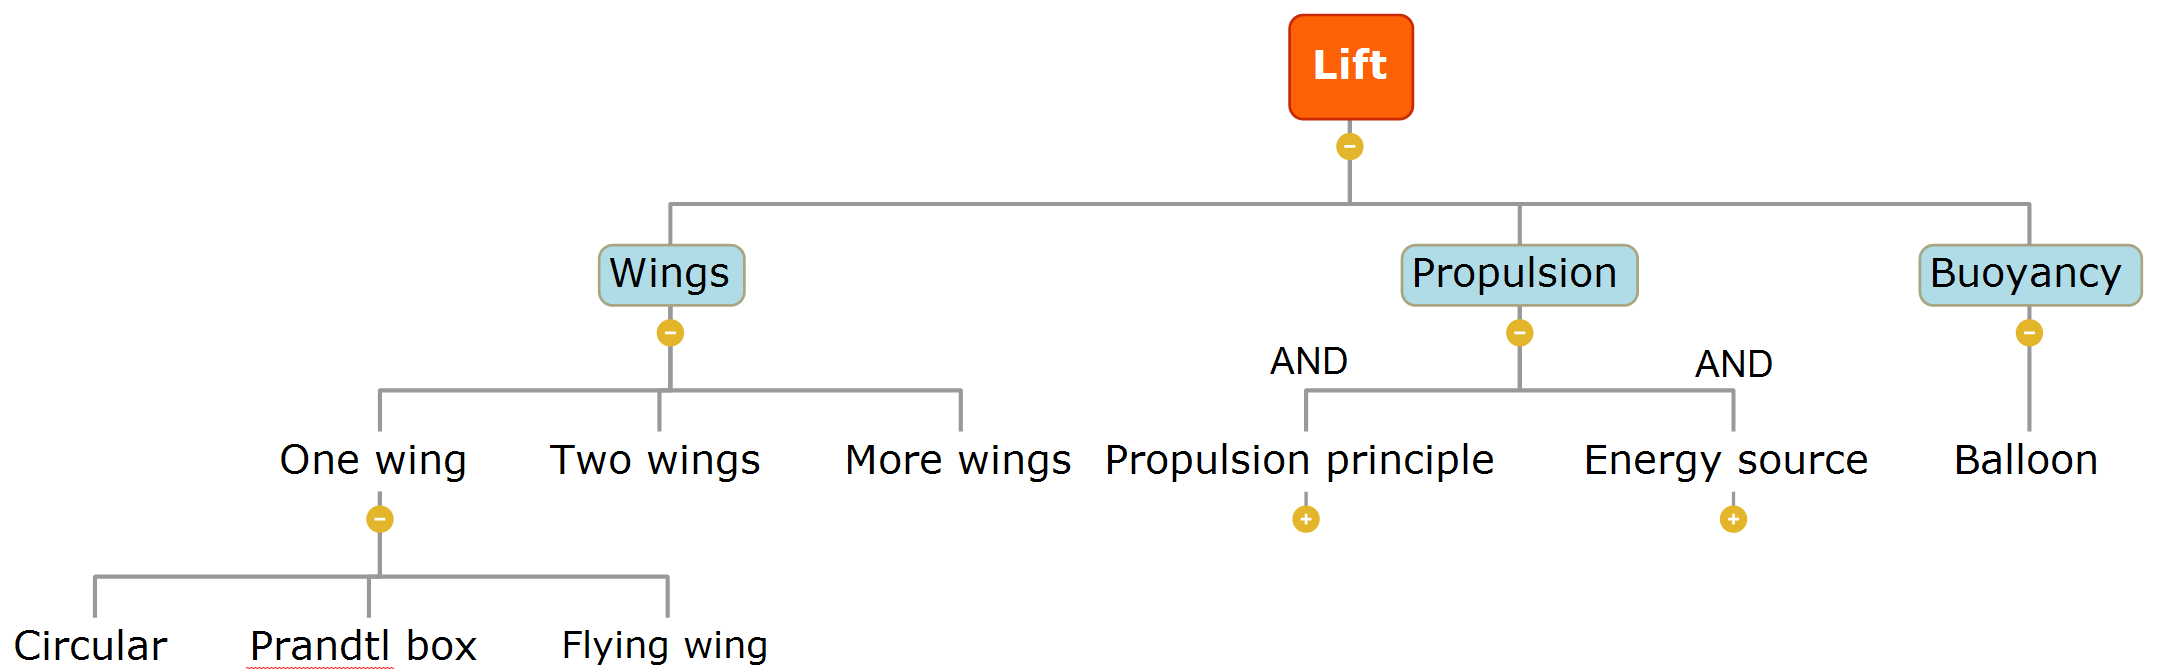 Lift
Wings
Propulsion
Buoyancy
AND
AND
One wing
Two wings
More wings
Propulsion principle
Energy source
Balloon
Circular
Prandtl box
Flying wing